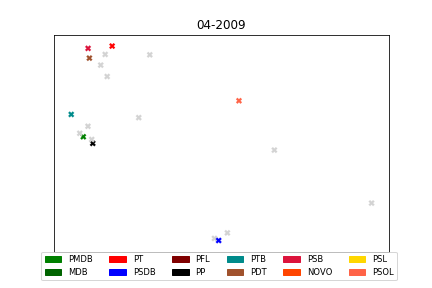 04-2009
PMDB PT PFL PTB PSB PSL
MDB PSDB PP PDT NOVO PSOL